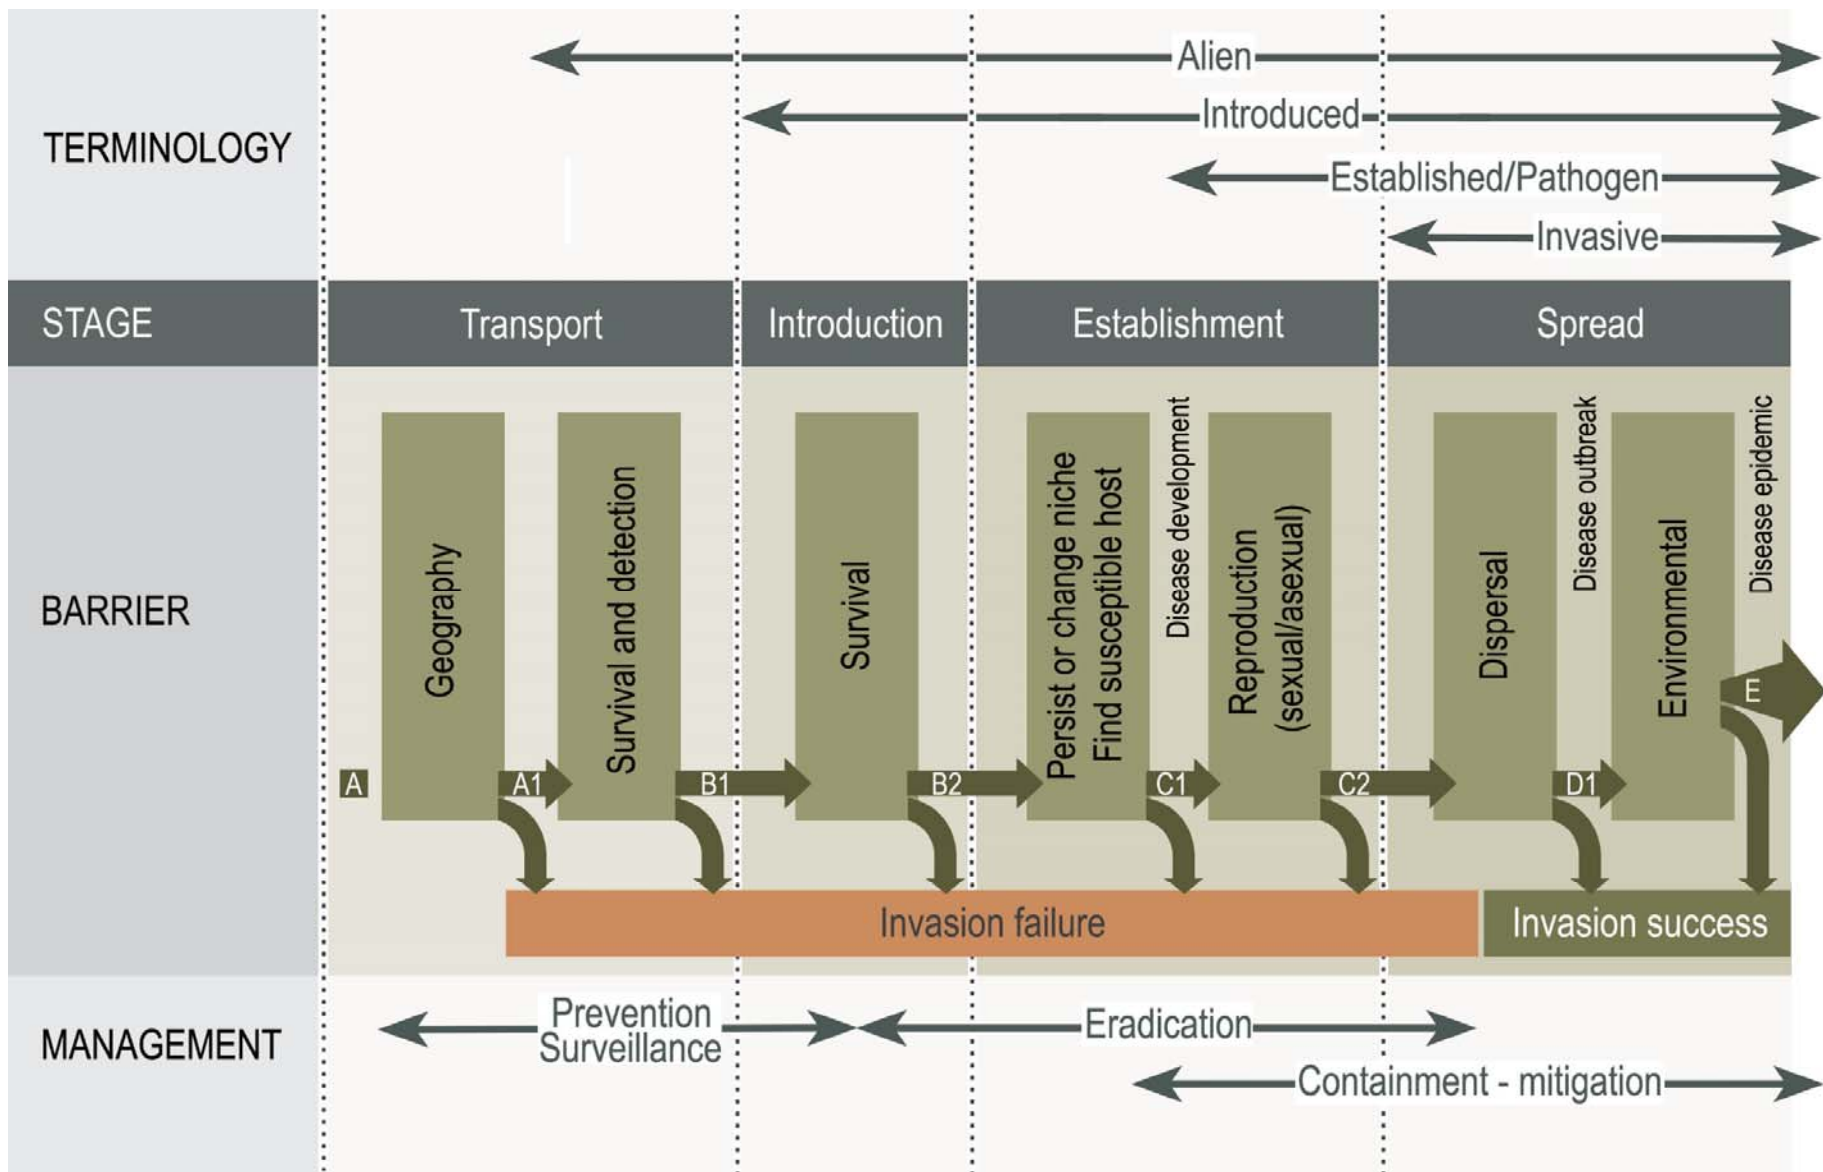 Alien
Introduced
TERMINOLOGY
Established/Pathogen
Invasive
STAGE
Transport
Introduction
Establishment
Spread
BARRIER
Geography
Survival and detection
Survival
Persist or change niche
Find susceptible host
Disease development
Reproduction
(sexual/asexual)
Dispersal
Disease outbreak
Environmental
Disease epidemic
A
A1
B1
B2
C1
C2
D1
E
Invasion failure
Invasion success
MANAGEMENT
Prevention
Surveillance
Eradication
Containment - mitigation